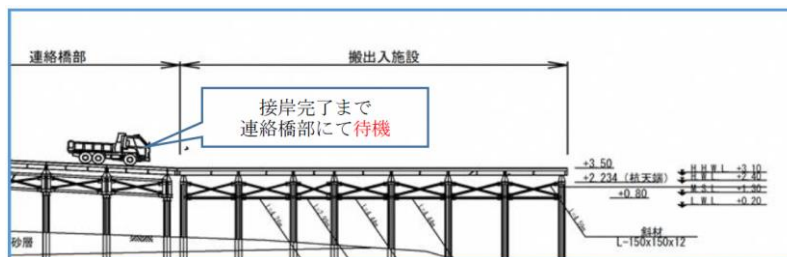 連絡橋部
搬出入施設
接岸完了まで
連絡橋部にて待機
+3.50
+2.234 (杭天端)
+0.80
H.H.W.L +3.10
H.W.L +2.40
M.S.L +1.30
L.W.L +0.20
斜材
L-150x150x12
砂層